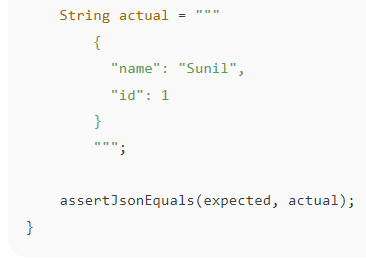 String actual = """
{
"name": "Sunil",
"id": 1
}
""";
assertJsonEquals(expected, actual);
}